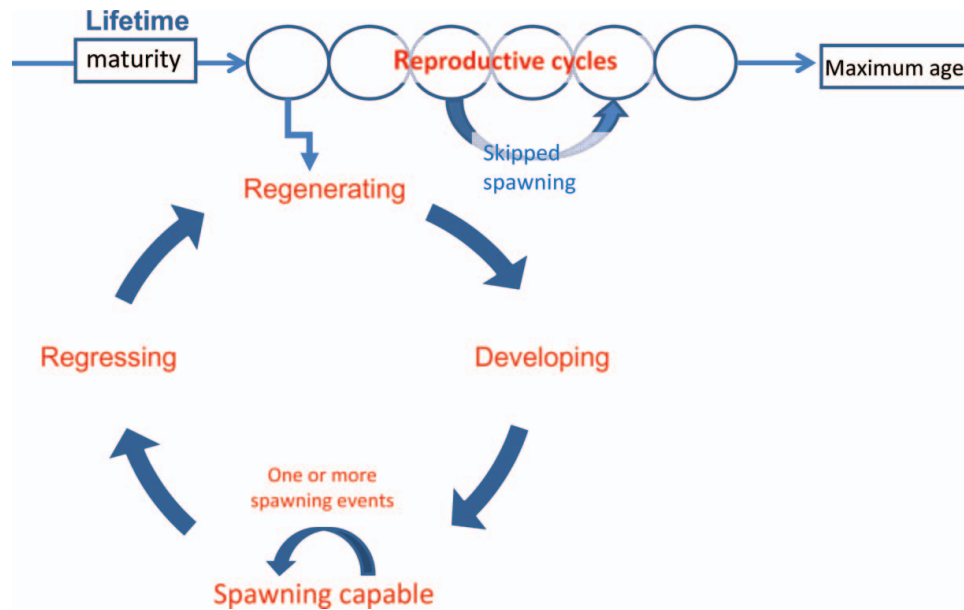 Lifetime
maturity
Reproductive cycles
Maximum age
Skipped
spawning
Regenerating
Regressing
Developing
One or more
spawning events
Spawning capable